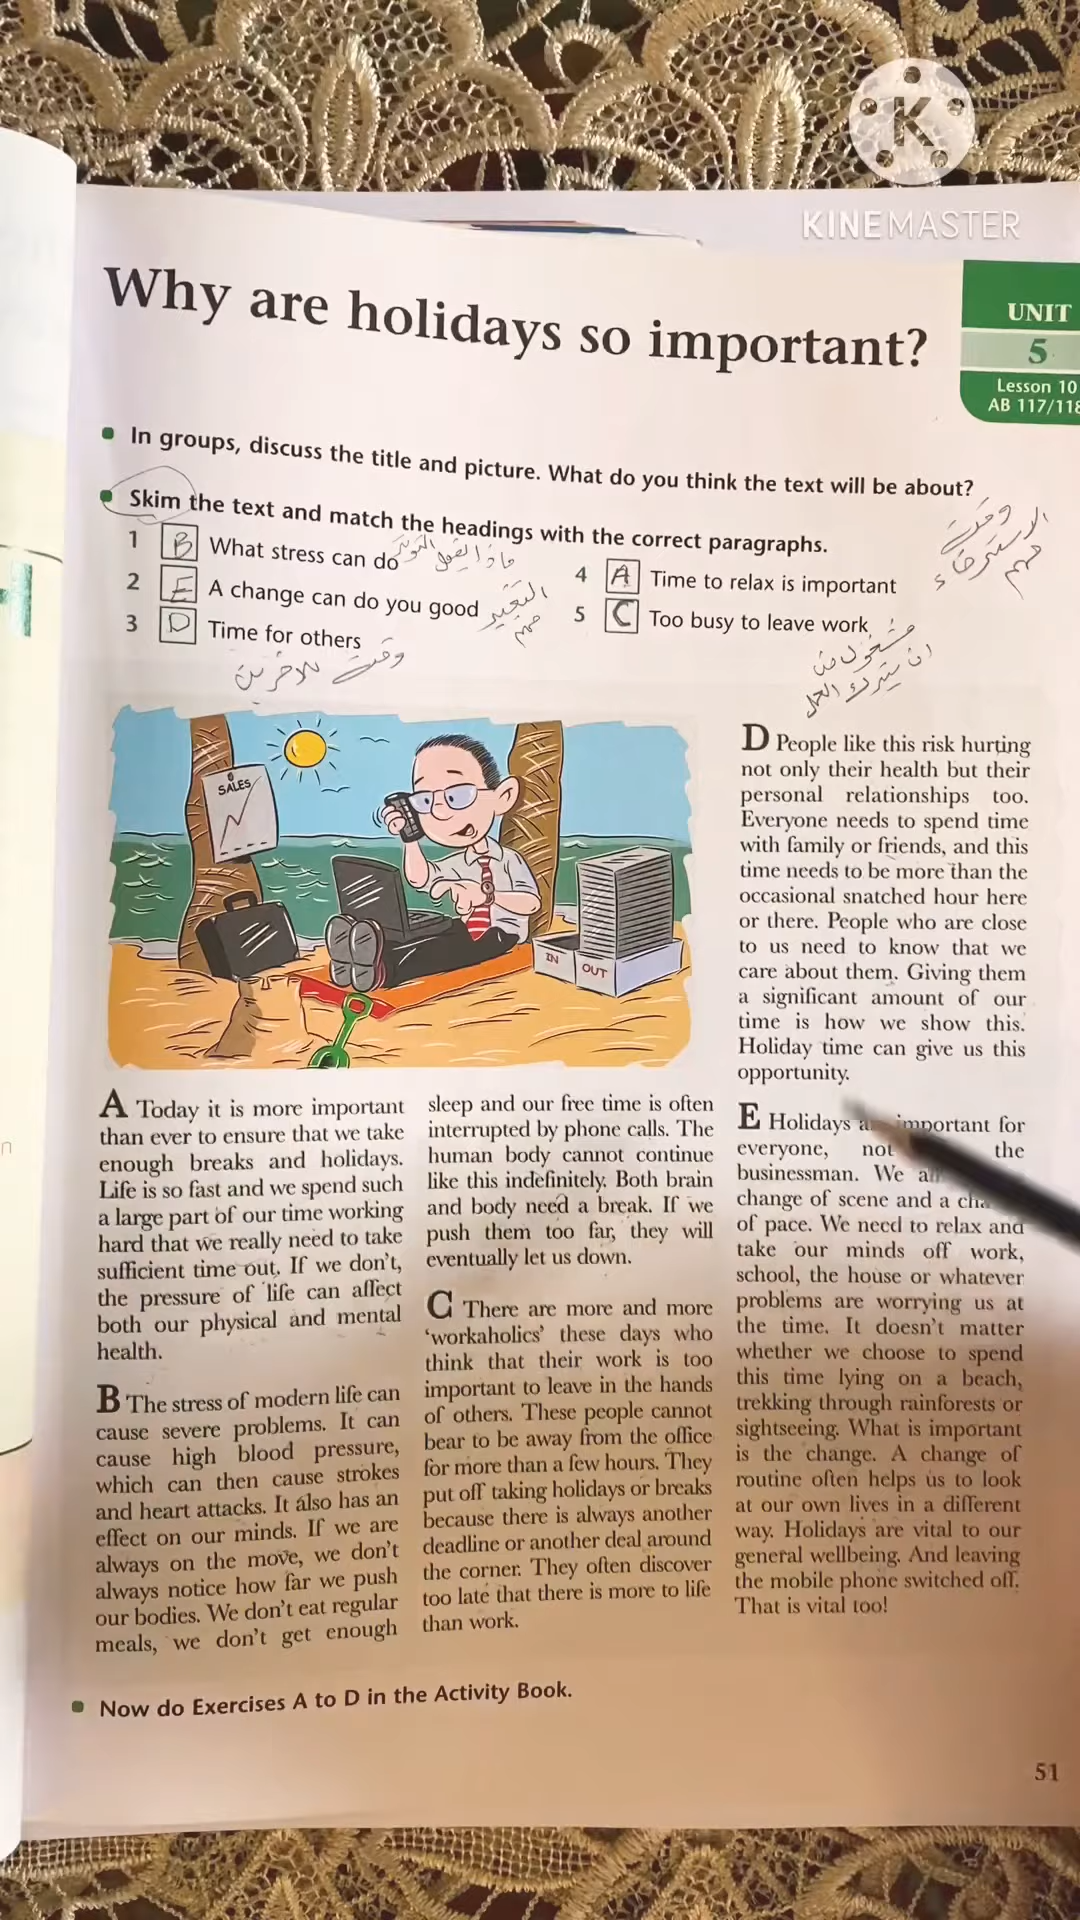 K
KINEMASTER
Why are holidays so important?
UNIT
5
Lesson 10
AB 117/118
In groups, discuss the title and picture. What do you think the text will be about?
Skim the text and match the headings with the correct paragraphs.
1 B What stress can do ماذا يفعل التوتر
2 E A change can do you good التغيير مهم
3 D Time for others
وقت للاخرين
4 A Time to relax is important
وقت الاسترخاء مهم
5 C Too busy to leave work
مشغول من ان يترك العمل
SALES
IN
OUT
A Today it is more important
than ever to ensure that we take
enough breaks and holidays.
Life is so fast and we spend such
a large part of our time working
hard that we really need to take
sufficient time out. If we don't,
the pressure of life can affect
both our physical and mental
health.
B The stress of modern life can
cause severe problems. It can
cause high blood pressure,
which can then cause strokes
and heart attacks. It also has an
effect on our minds. If we are
always on the move, we don't
always notice how far we push
our bodies. We don't eat regular
meals, we don't get enough
sleep and our free time is often
interrupted by phone calls. The
human body cannot continue
like this indefinitely. Both brain
and body need a break. If we
push them too far, they will
eventually let us down.
C There are more and more
'workaholics' these days who
think that their work is too
important to leave in the hands
of others. These people cannot
bear to be away from the office
for more than a few hours. They
put off taking holidays or breaks
because there is always another
deadline or another deal around
the corner. They often discover
too late that there is more to life
than work.
D People like this risk hurting
not only their health but their
personal relationships too.
Everyone needs to spend time
with family or friends, and this
time needs to be more than the
occasional snatched hour here
or there. People who are close
to us need to know that we
care about them. Giving them
a significant amount of our
time is how we show this.
Holiday time can give us this
opportunity.
E Holidays important for
everyone, not the
businessman. We
change of scene and a
of pace. We need to relax and
take our minds off work,
school, the house or whatever
problems are worrying us at
the time. It doesn't matter
whether we choose to spend
this time lying on a beach,
trekking through rainforests or
sightseeing. What is important
is the change. A change of
routine often helps us to look
at our own lives in a different
way. Holidays are vital to our
general wellbeing. And leaving
the mobile phone switched off.
That is vital too!
Now do Exercises A to D in the Activity Book.
51